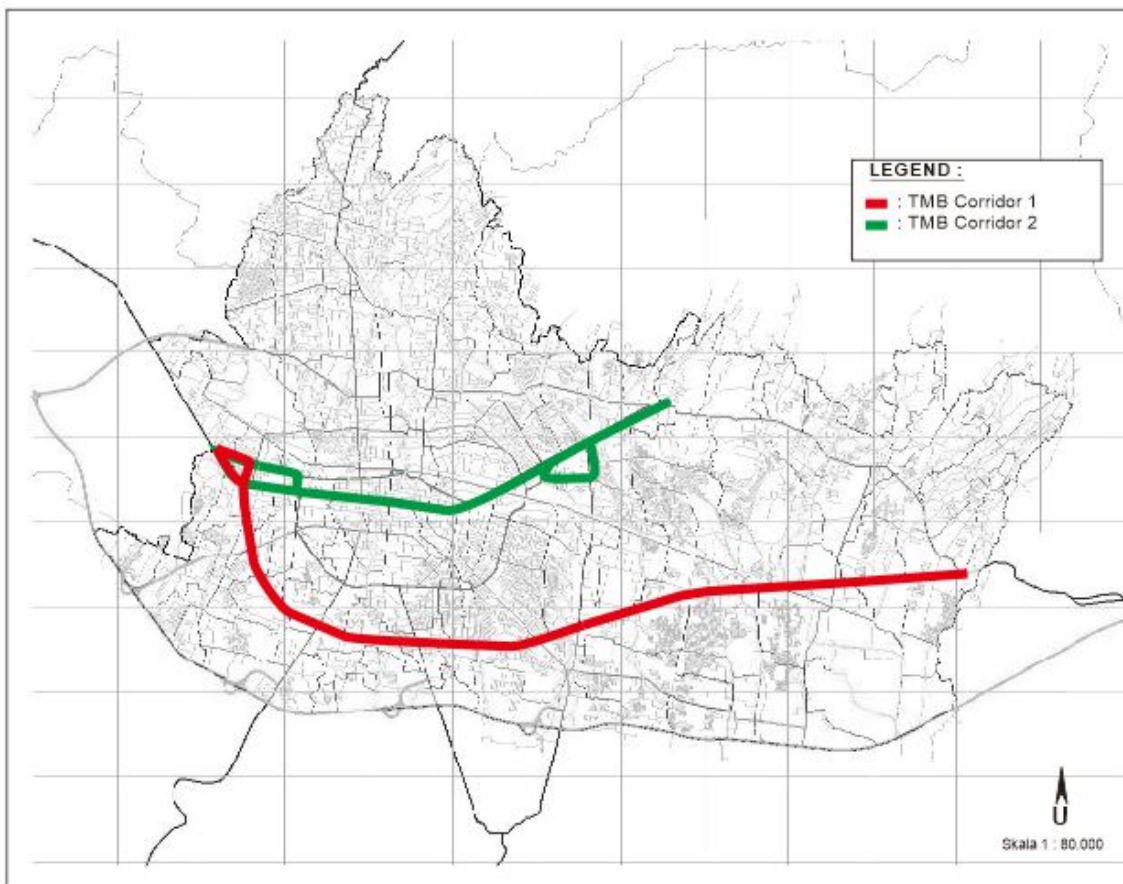 LEGEND :
: TMB Corridor 1
: TMB Corridor 2
U
Skala 1 : 80.000